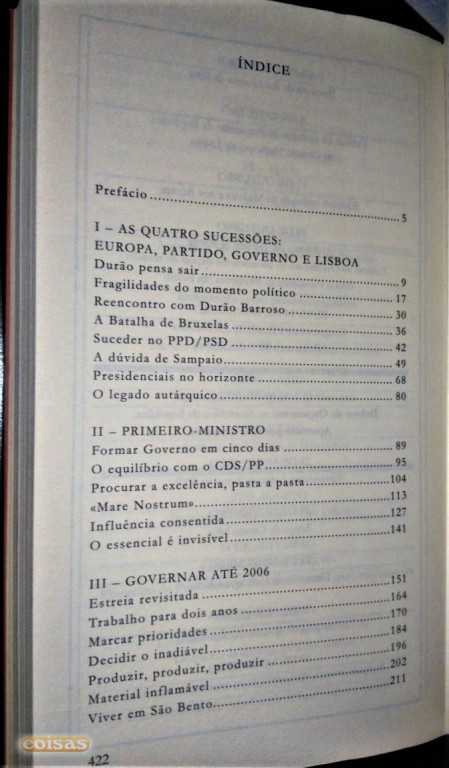 ÍNDICE
Prefácio 5
I – AS QUATRO SUCESSÕES:
EUROPA, PARTIDO, GOVERNO E LISBOA
Durão pensa sair 9
Fragilidades do momento político 17
Reencontro com Durão Barroso 30
A Batalha de Bruxelas 36
Suceder no PPD/PSD 42
A dúvida de Sampaio 49
Presidenciais no horizonte 68
O legado autárquico 80
II – PRIMEIRO-MINISTRO
Formar Governo em cinco dias 89
O equilíbrio com o CDS/PP 95
Procurar a excelência, pasta a pasta 104
«Mare Nostrum» 113
Influência consentida 127
O essencial é invisível 141
III – GOVERNAR ATÉ 2006
Estreia revisitada 151
Trabalho para dois anos 164
Marcar prioridades 170
Decidir o inadiável 184
Produzir, produzir, produzir 196
Material inflamável 202
Viver em São Bento 211
coisas
422